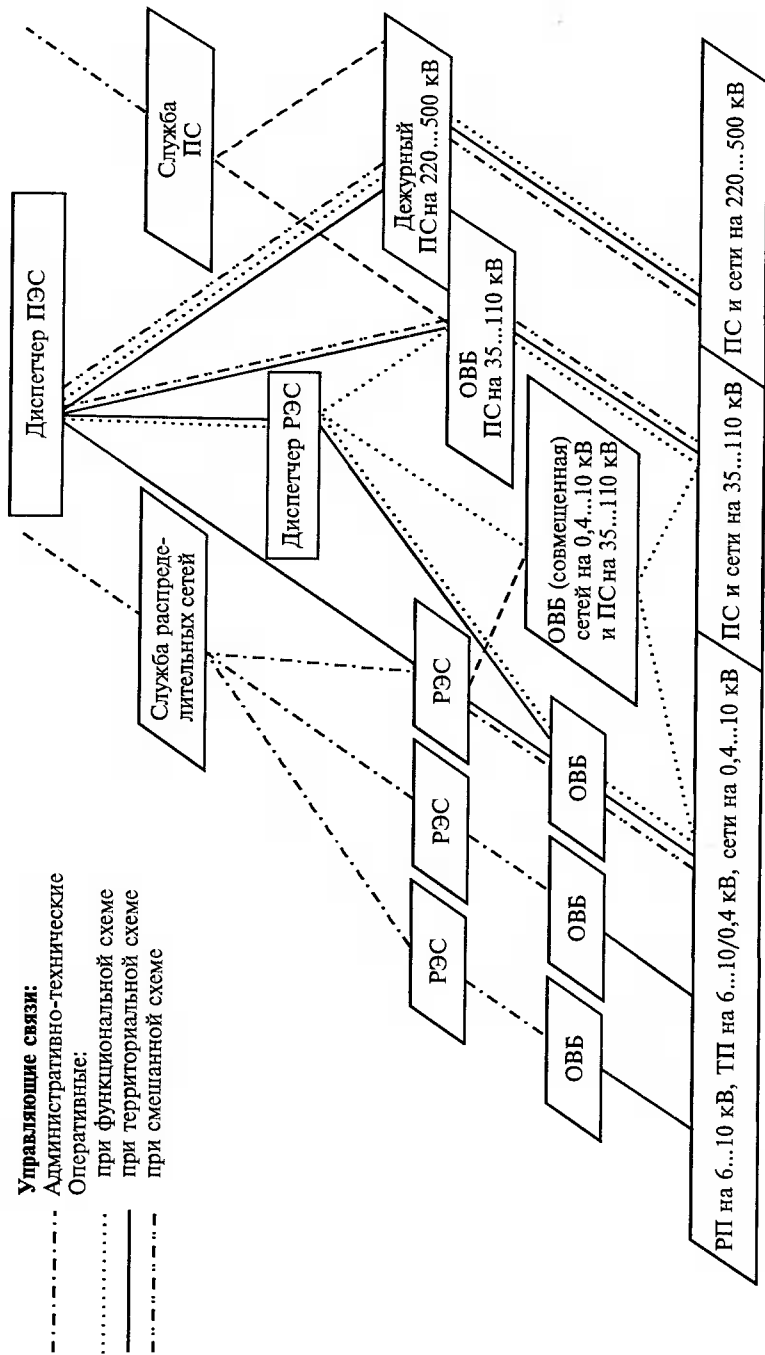 Управляющие связи:
Административно-технические
Оперативные:
при функциональной схеме
при территориальной схеме
при смешанной схеме
Диспетчер ПЭС
Служба распреде-
лительных сетей
Служба
ПС
Диспетчер РЭС
РЭС
РЭС
РЭС
ОВБ
ПС на 35...110 кВ
Дежурный
ПС на 220...500 кВ
ОВБ
ОВБ
ОВБ
ОВБ (совмещенная)
сетей на 0,4...10 кВ
и ПС на 35...110 кВ
РП на 6...10 кВ, ТП на 6...10/0,4 кВ, сети на 0,4...10 кВ
ПС и сети на 35...110 кВ
ПС и сети на 220...500 кВ